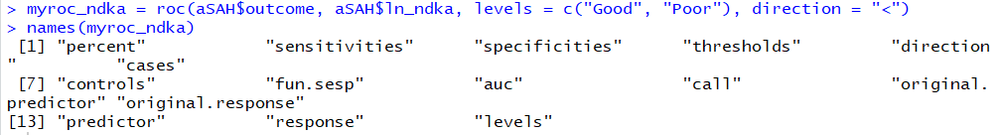 > myroc_ndka = roc(aSAH$outcome, aSAH$ln_ndka, levels = c("Good", "Poor"), direction = "<")
> names(myroc_ndka)
 [1] "percent"            "sensitivities"      "specificities"      "thresholds"         "direction
"         "cases"
 [7] "controls"           "fun.sesp"           "auc"                "call"               "original.
predictor" "original.response"
[13] "predictor"          "response"           "levels"